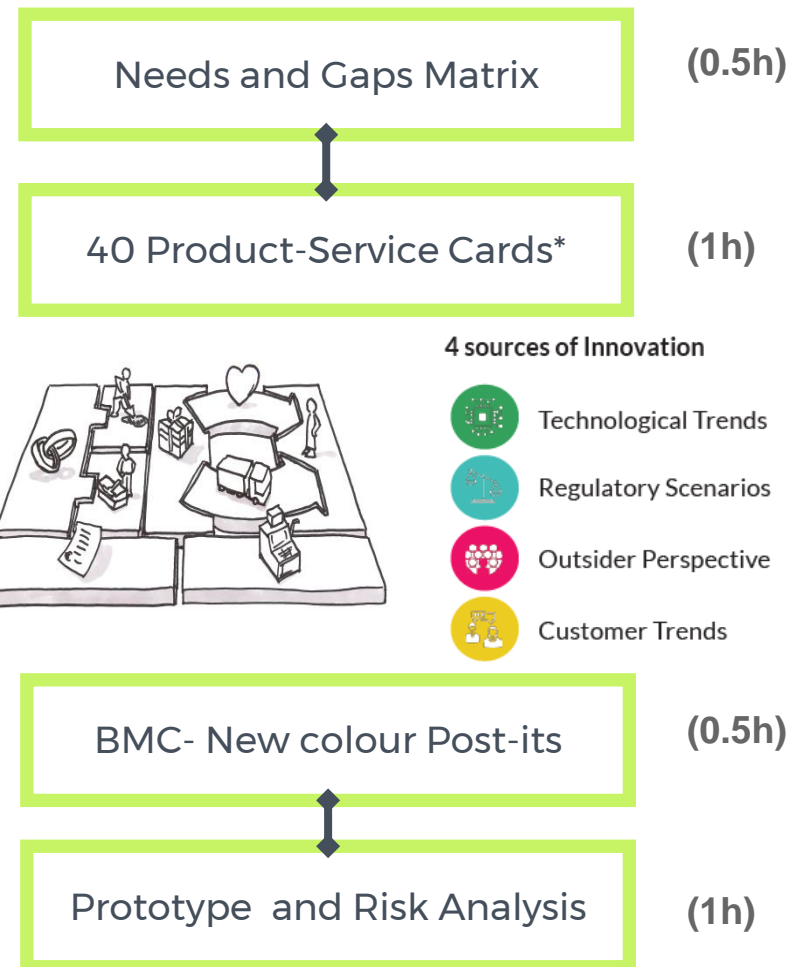 Needs and Gaps Matrix
(0.5h)
40 Product-Service Cards*
(1h)
4 sources of Innovation
Technological Trends
Regulatory Scenarios
Outsider Perspective
Customer Trends
BMC- New colour Post-its
(0.5h)
Prototype and Risk Analysis
(1h)